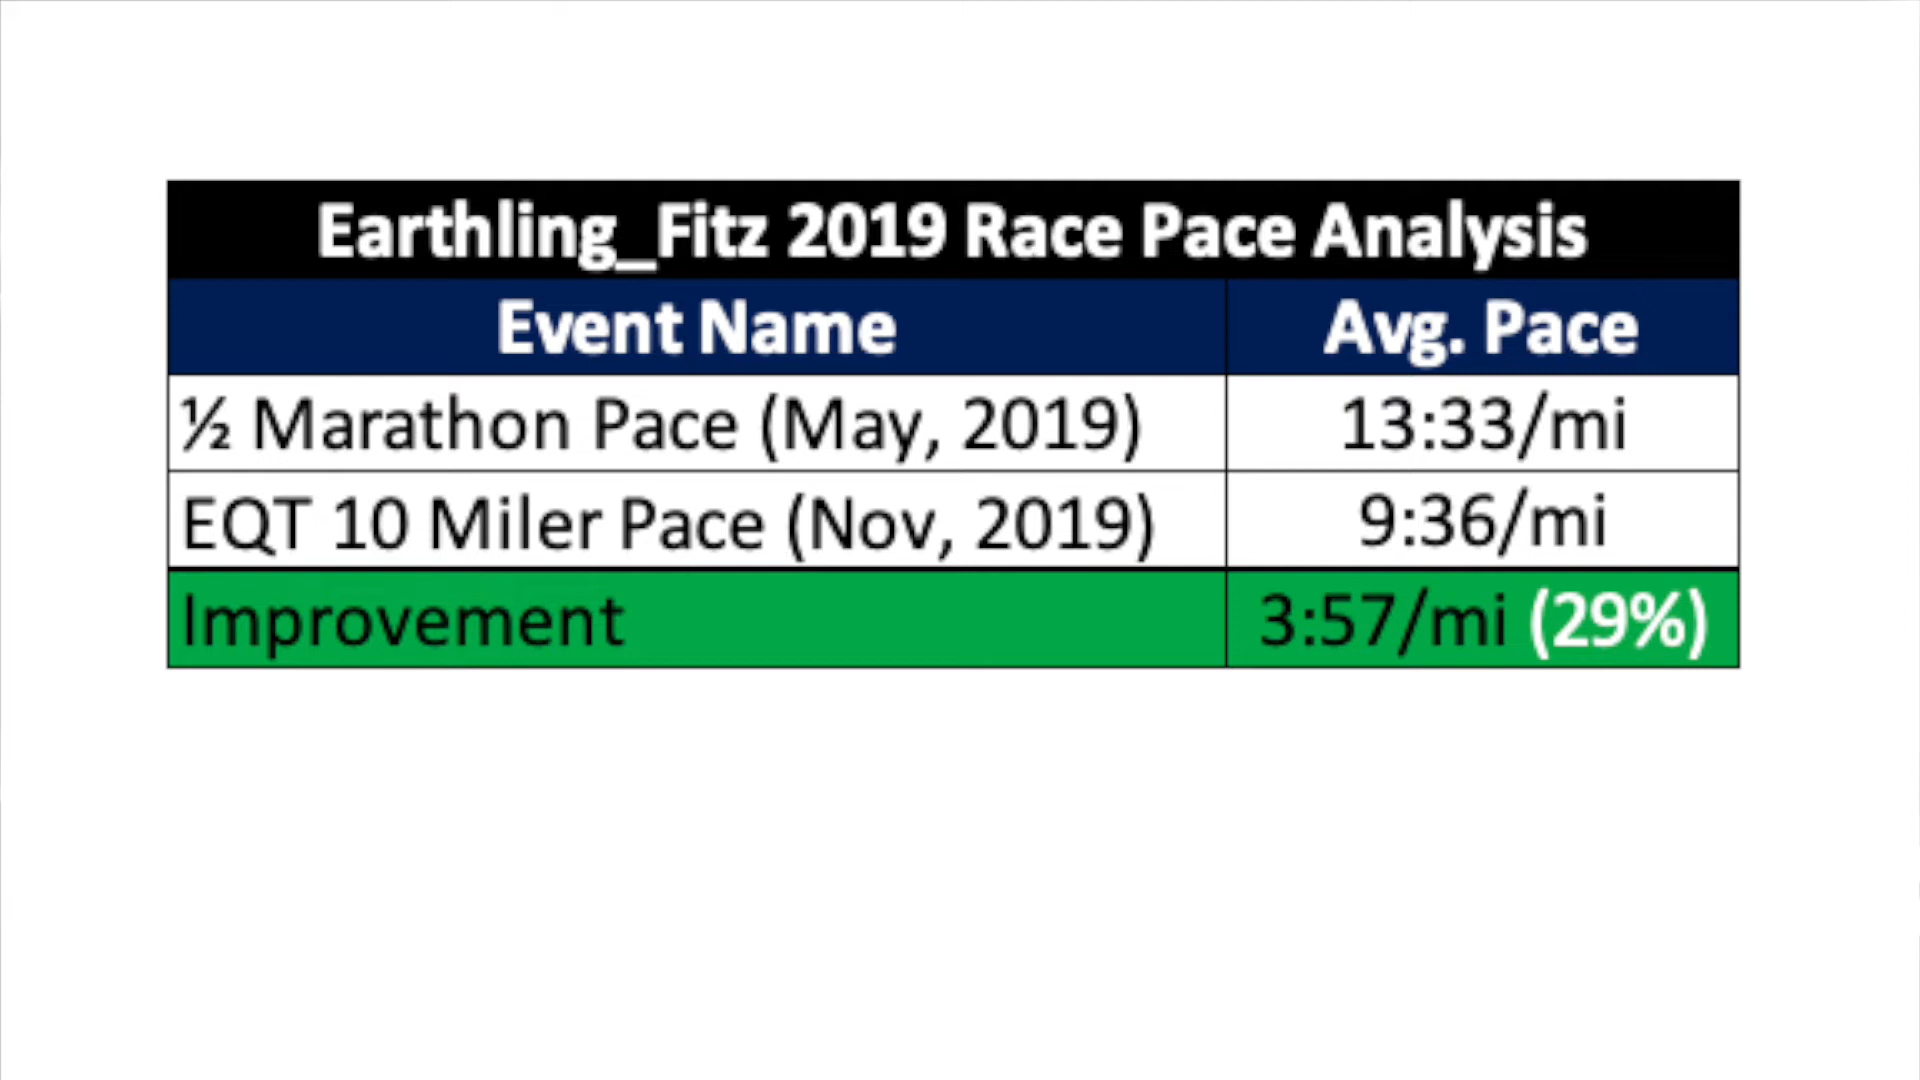 Earthling_Fitz 2019 Race Pace Analysis
Event Name Avg. Pace
½ Marathon Pace (May, 2019) 13:33/mi
EQT 10 Miler Pace (Nov, 2019) 9:36/mi
Improvement 3:57/mi (29%)